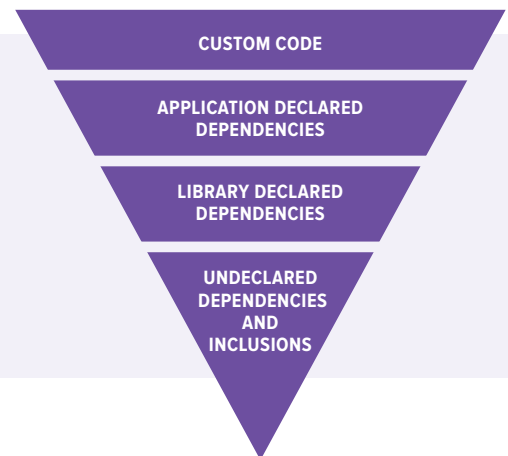 CUSTOM CODE
APPLICATION DECLARED
DEPENDENCIES
LIBRARY DECLARED
DEPENDENCIES
UNDECLARED
DEPENDENCIES
AND
INCLUSIONS